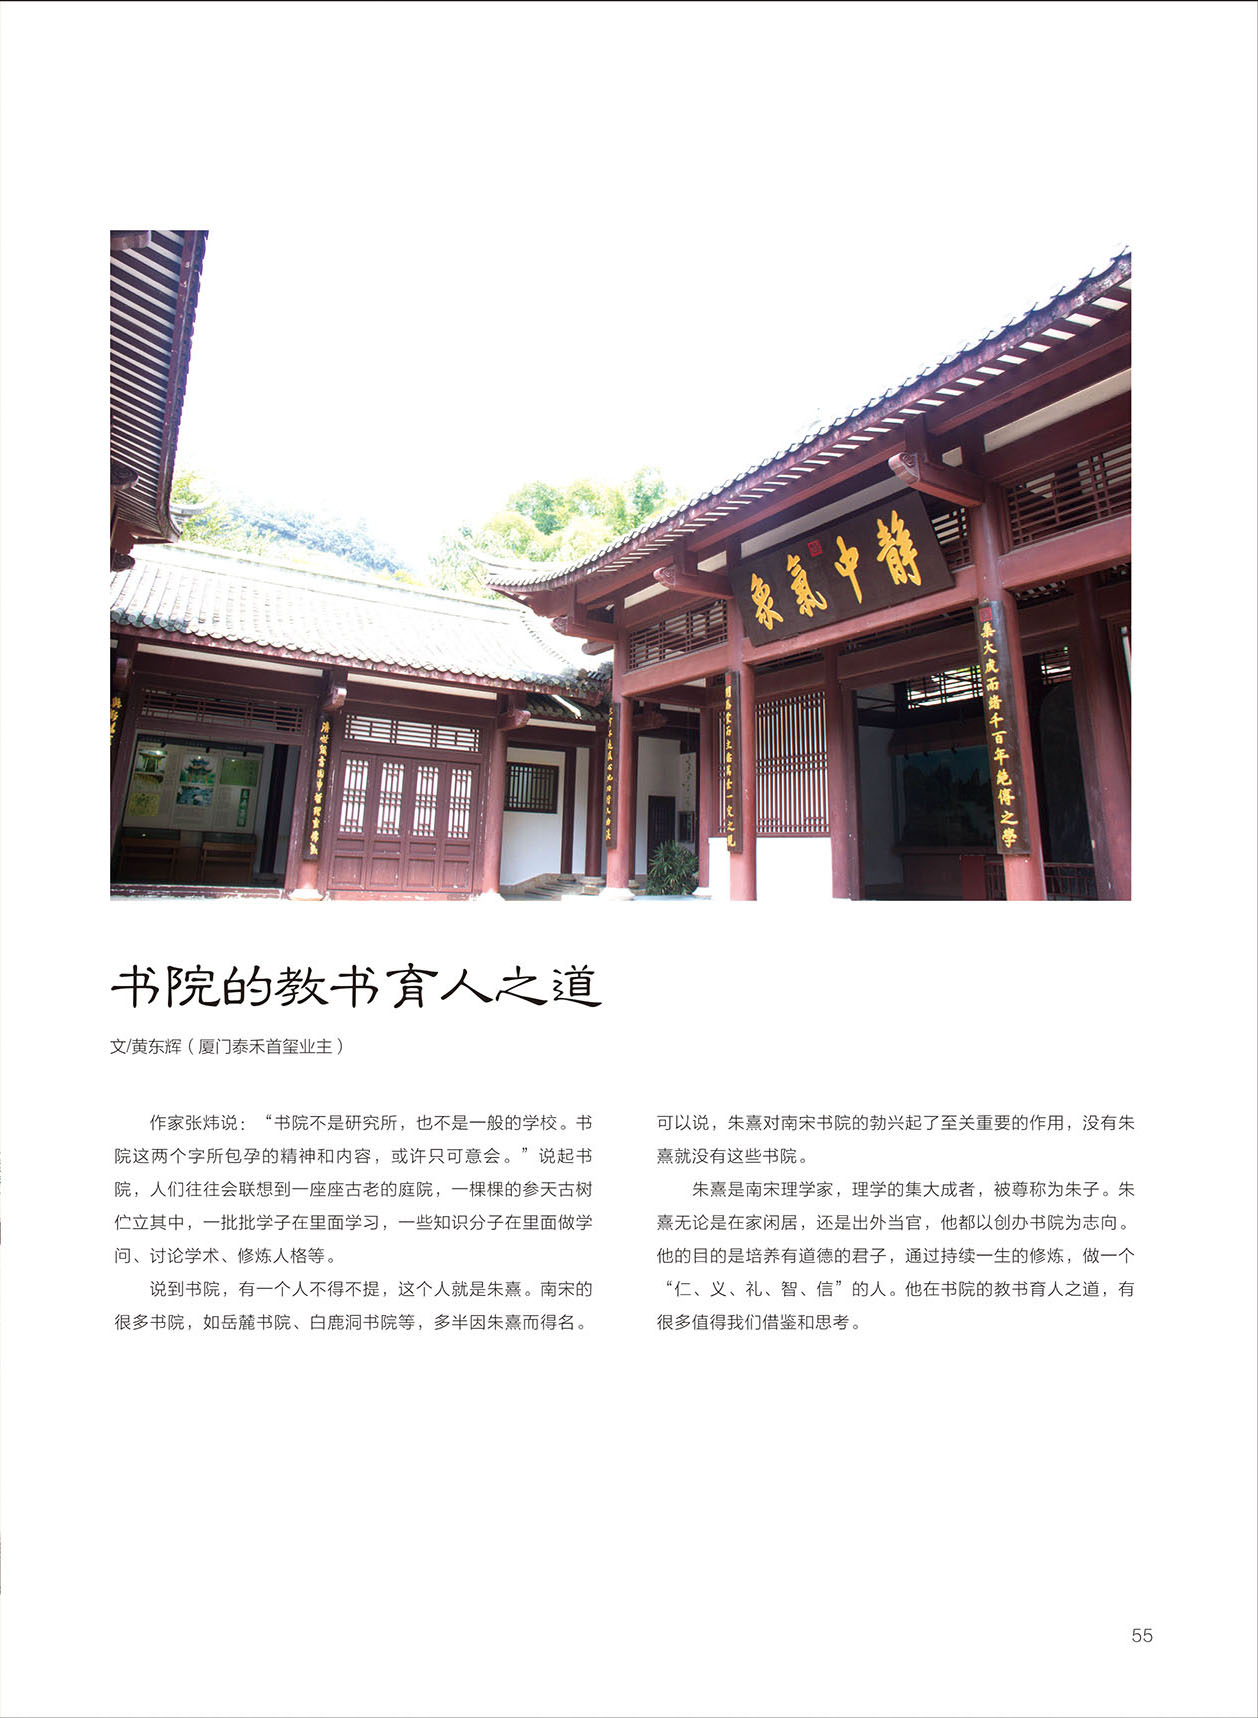 静中气象
集大成而绪千百年绝传之学
书院的教书育人之道
文/黄东辉（厦门泰禾首玺业主）
作家张炜说：“书院不是研究所，也不是一般的学校。书
院这两个字所包孕的精神和内容，或许只可意会。”说起书
院，人们往往会联想到一座座古老的庭院，一棵棵的参天古树
伫立其中，一批批学子在里面学习，一些知识分子在里面做学
问、讨论学术、修炼人格等。
说到书院，有一个人不得不提，这个人就是朱熹。南宋的
很多书院，如岳麓书院、白鹿洞书院等，多半因朱熹而得名。
可以说，朱熹对南宋书院的勃兴起了至关重要的作用，没有朱
熹就没有这些书院。
朱熹是南宋理学家，理学的集大成者，被尊称为朱子。朱
熹无论是在家闲居，还是出外当官，他都以创办书院为志向。
他的目的是培养有道德的君子，通过持续一生的修炼，做一个
“仁、义、礼、智、信”的人。他在书院的教书育人之道，有
很多值得我们借鉴和思考。
55